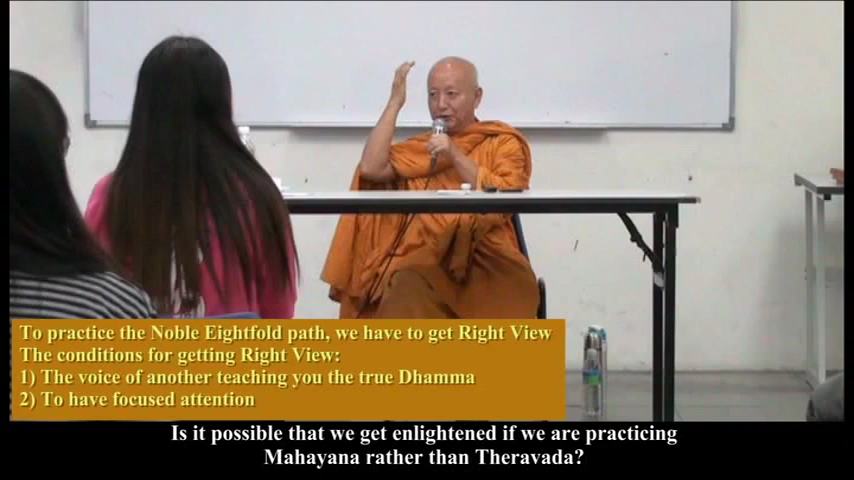 To practice the Noble Eightfold path, we have to get Right View
The conditions for getting Right View:
1) The voice of another teaching you the true Dhamma
2) To have focused attention
Is it possible that we get enlightened if we are practicing
Mahayana rather than Theravada?